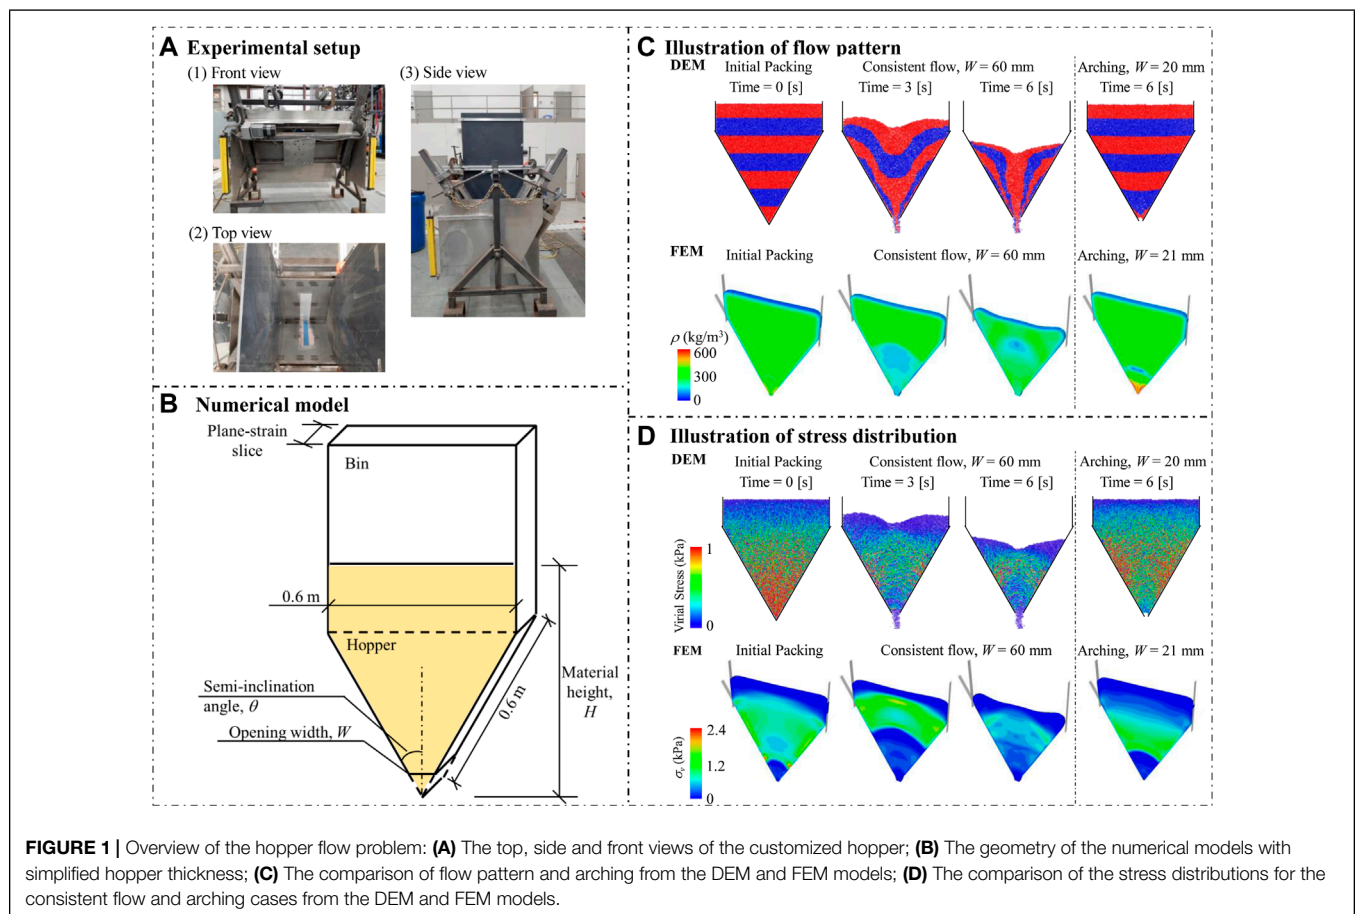 A Experimental setup
(1) Front view
(3) Side view
(2) Top view
B Numerical model
Plane-strain
slice
Bin
0.6 m
Hopper
Semi-inclination
angle, θ
Opening width, W
0.6 m
Material
height,
H
C Illustration of flow pattern
DEM Initial Packing Consistent flow, W = 60 mm Arching, W = 20 mm
Time = 0 [s] Time = 3 [s] Time = 6 [s] Time = 6 [s]
FEM Initial Packing Consistent flow, W = 60 mm Arching, W = 21 mm
ρ (kg/m³)
600
300
0
D Illustration of stress distribution
DEM Initial Packing Consistent flow, W = 60 mm Arching, W = 20 mm
Time = 0 [s] Time = 3 [s] Time = 6 [s] Time = 6 [s]
Virial Stress (kPa)
1
0
FEM Initial Packing Consistent flow, W = 60 mm Arching, W = 21 mm
σv (kPa)
2.4
1.2
0
FIGURE 1 | Overview of the hopper flow problem: (A) The top, side and front views of the customized hopper; (B) The geometry of the numerical models with
simplified hopper thickness; (C) The comparison of flow pattern and arching from the DEM and FEM models; (D) The comparison of the stress distributions for the
consistent flow and arching cases from the DEM and FEM models.